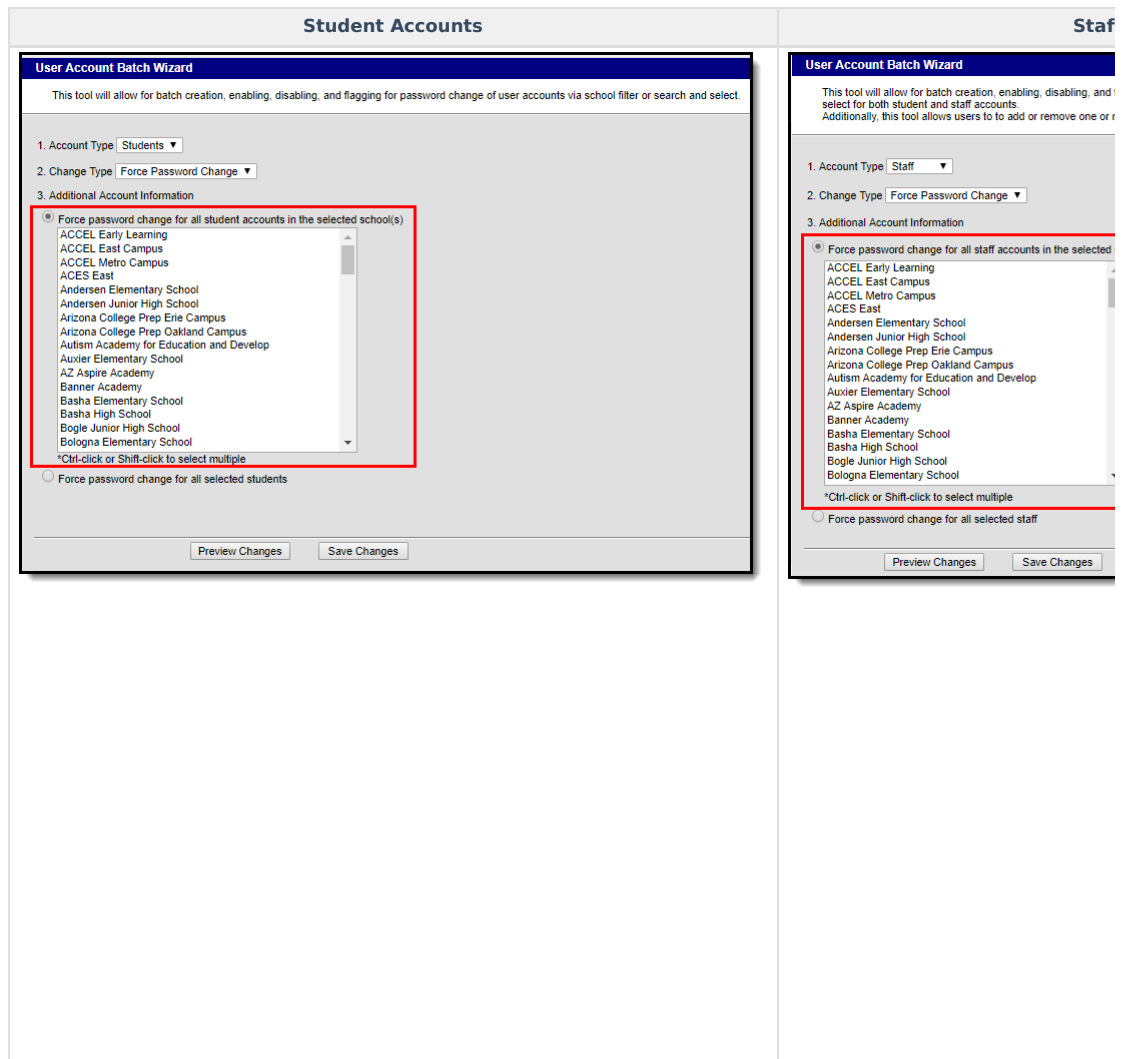 Student Accounts
User Account Batch Wizard
This tool will allow for batch creation, enabling, disabling, and flagging for password change of user accounts via school filter or search and select.
1. Account Type Students ▼
2. Change Type Force Password Change ▼
3. Additional Account Information
Force password change for all student accounts in the selected school(s)
ACCEL Early Learning
ACCEL East Campus
ACCEL Metro Campus
ACES East
Andersen Elementary School
Andersen Junior High School
Arizona College Prep Erie Campus
Arizona College Prep Oakland Campus
Autism Academy for Education and Develop
Auxier Elementary School
AZ Aspire Academy
Banner Academy
Basha Elementary School
Basha High School
Bogle Junior High School
Bologna Elementary School
*Ctrl-click or Shift-click to select multiple
Force password change for all selected students
Preview Changes Save Changes
Staf
User Account Batch Wizard
This tool will allow for batch creation, enabling, disabling, and
select for both student and staff accounts.
Additionally, this tool allows users to to add or remove one or
1. Account Type Staff ▼
2. Change Type Force Password Change ▼
3. Additional Account Information
Force password change for all staff accounts in the selected
ACCEL Early Learning
ACCEL East Campus
ACCEL Metro Campus
ACES East
Andersen Elementary School
Andersen Junior High School
Arizona College Prep Erie Campus
Arizona College Prep Oakland Campus
Autism Academy for Education and Develop
Auxier Elementary School
AZ Aspire Academy
Banner Academy
Basha Elementary School
Basha High School
Bogle Junior High School
Bologna Elementary School
*Ctrl-click or Shift-click to select multiple
Force password change for all selected staff
Preview Changes Save Changes